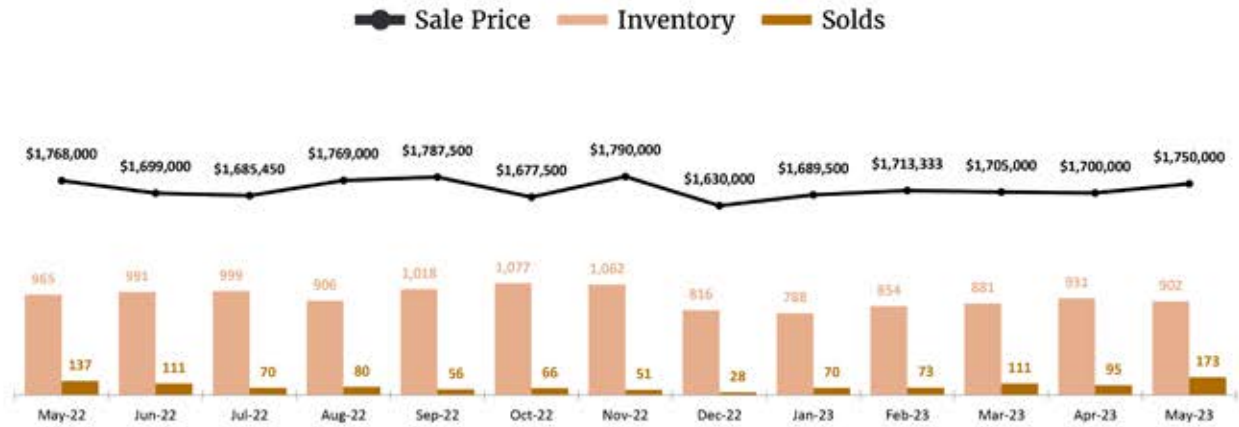 Sale Price Inventory Solds
$1,768,000 $1,699,000 $1,685,450 $1,769,000 $1,787,500 $1,677,500 $1,790,000 $1,630,000 $1,689,500 $1,713,333 $1,705,000 $1,700,000 $1,750,000
965 991 999 906 1,018 1,077 1,062 816 788 854 881 931 902
137 111 70 80 56 66 51 28 70 73 111 95 173
May-22 Jun-22 Jul-22 Aug-22 Sep-22 Oct-22 Nov-22 Dec-22 Jan-23 Feb-23 Mar-23 Apr-23 May-23